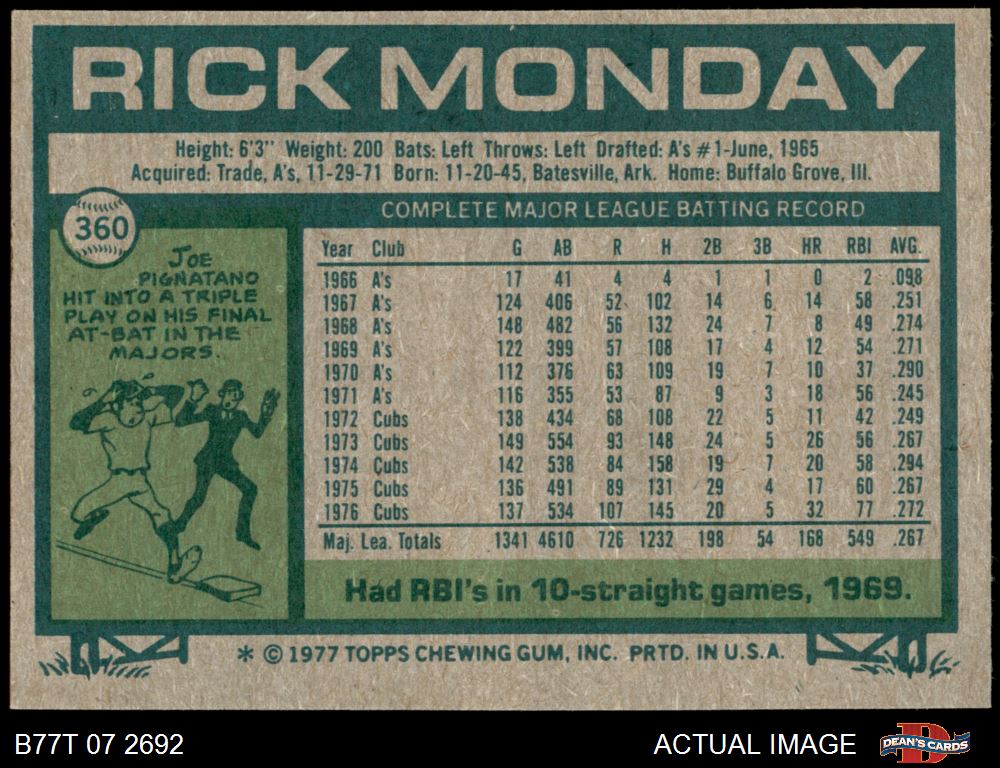 RICK MONDAY
Height: 6'3" Weight: 200 Bats: Left Throws: Left Drafted: A's #1-June, 1965
Acquired: Trade, A's, 11-29-71 Born: 11-20-45, Batesville, Ark. Home: Buffalo Grove, Ill.
360
JOE
PIGNATANO
HIT INTO A TRIPLE
PLAY ON HIS FINAL
AT-BAT IN THE
MAJORS.
COMPLETE MAJOR LEAGUE BATTING RECORD
Year Club G AB R H 2B 3B HR RBI AVG.
1966 A's 17 41 4 4 1 1 0 2 .098
1967 A's 124 406 52 102 14 6 14 58 .251
1968 A's 148 482 56 132 24 7 8 49 .274
1969 A's 122 399 57 108 17 4 12 54 .271
1970 A's 112 376 63 109 19 7 10 37 .290
1971 A's 116 355 53 87 9 3 18 56 .245
1972 Cubs 138 434 68 108 22 5 11 42 .249
1973 Cubs 149 554 93 148 24 5 26 56 .267
1974 Cubs 142 538 84 158 19 7 20 58 .294
1975 Cubs 136 491 89 131 29 4 17 60 .267
1976 Cubs 137 534 107 145 20 5 32 77 .272
Maj. Lea. Totals 1341 4610 726 1232 198 54 168 549 .267
Had RBI's in 10-straight games, 1969.
* © 1977 TOPPS CHEWING GUM, INC. PRTD. IN U.S.A.
B77T 07 2692
ACTUAL IMAGE
DEAN'S CARDS